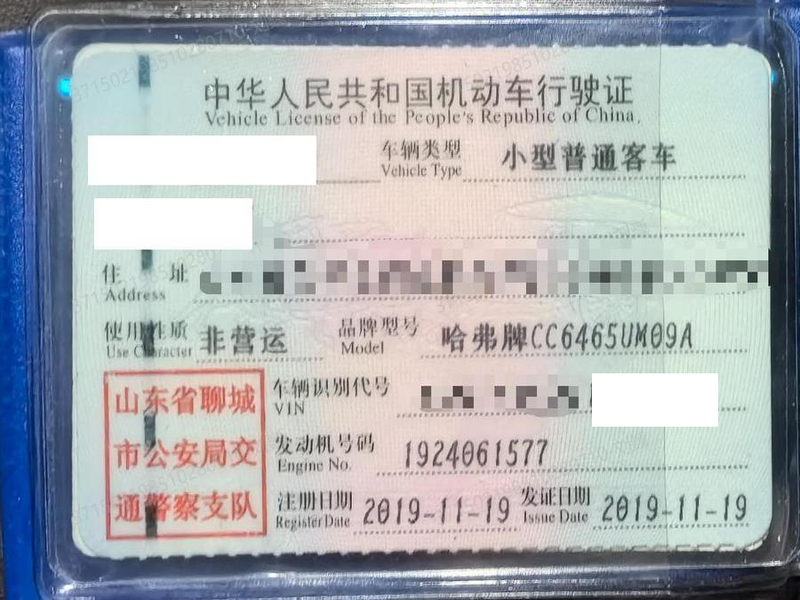 中华人民共和国机动车行驶证
Vehicle License of the People's Republic of China
车辆类型 小型普通客车
Vehicle Type
住 址
Address
使用性质 非营运 品牌型号 哈弗牌CC6465UM09A
Use Character Model
山东省聊城
市公安局交
通警察支队
车辆识别代号
VIN
发动机号码 1924061577
Engine No.
注册日期 2019-11-19 发证日期 2019-11-19
Register Date Issue Date